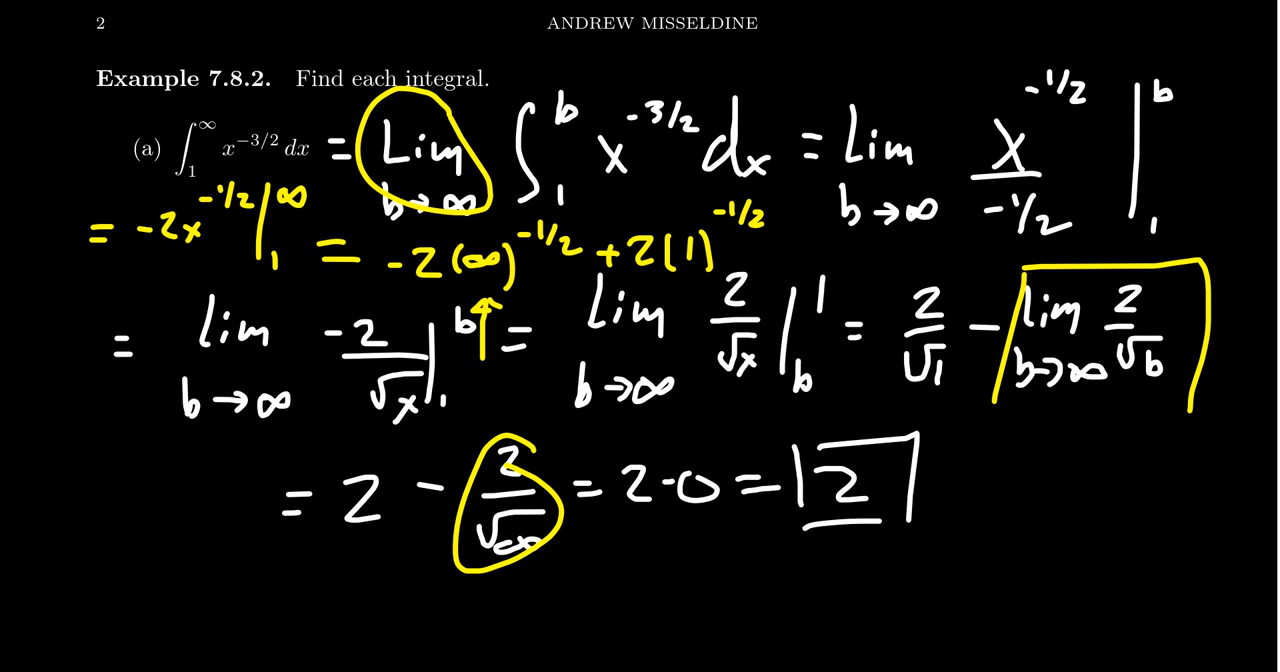 2 ANDREW MISSELDINE
Example 7.8.2. Find each integral.
(a) ∫₁^∞ x^{-3/2} dx = Lim_{b→∞} ∫₁^b x^{-3/2} dx = lim_{b→∞} x^{-1/2}/(-1/2) |₁^b
= -2x^{-1/2} |₁^∞ = -2(∞)^{-1/2} + 2(1)^{-1/2}
= lim_{b→∞} -2/√x |₁^b = lim_{b→∞} 2/√x |_b^1 = 2/√1 - lim_{b→∞} 2/√b
= 2 - 2/√∞ = 2-0 = 2